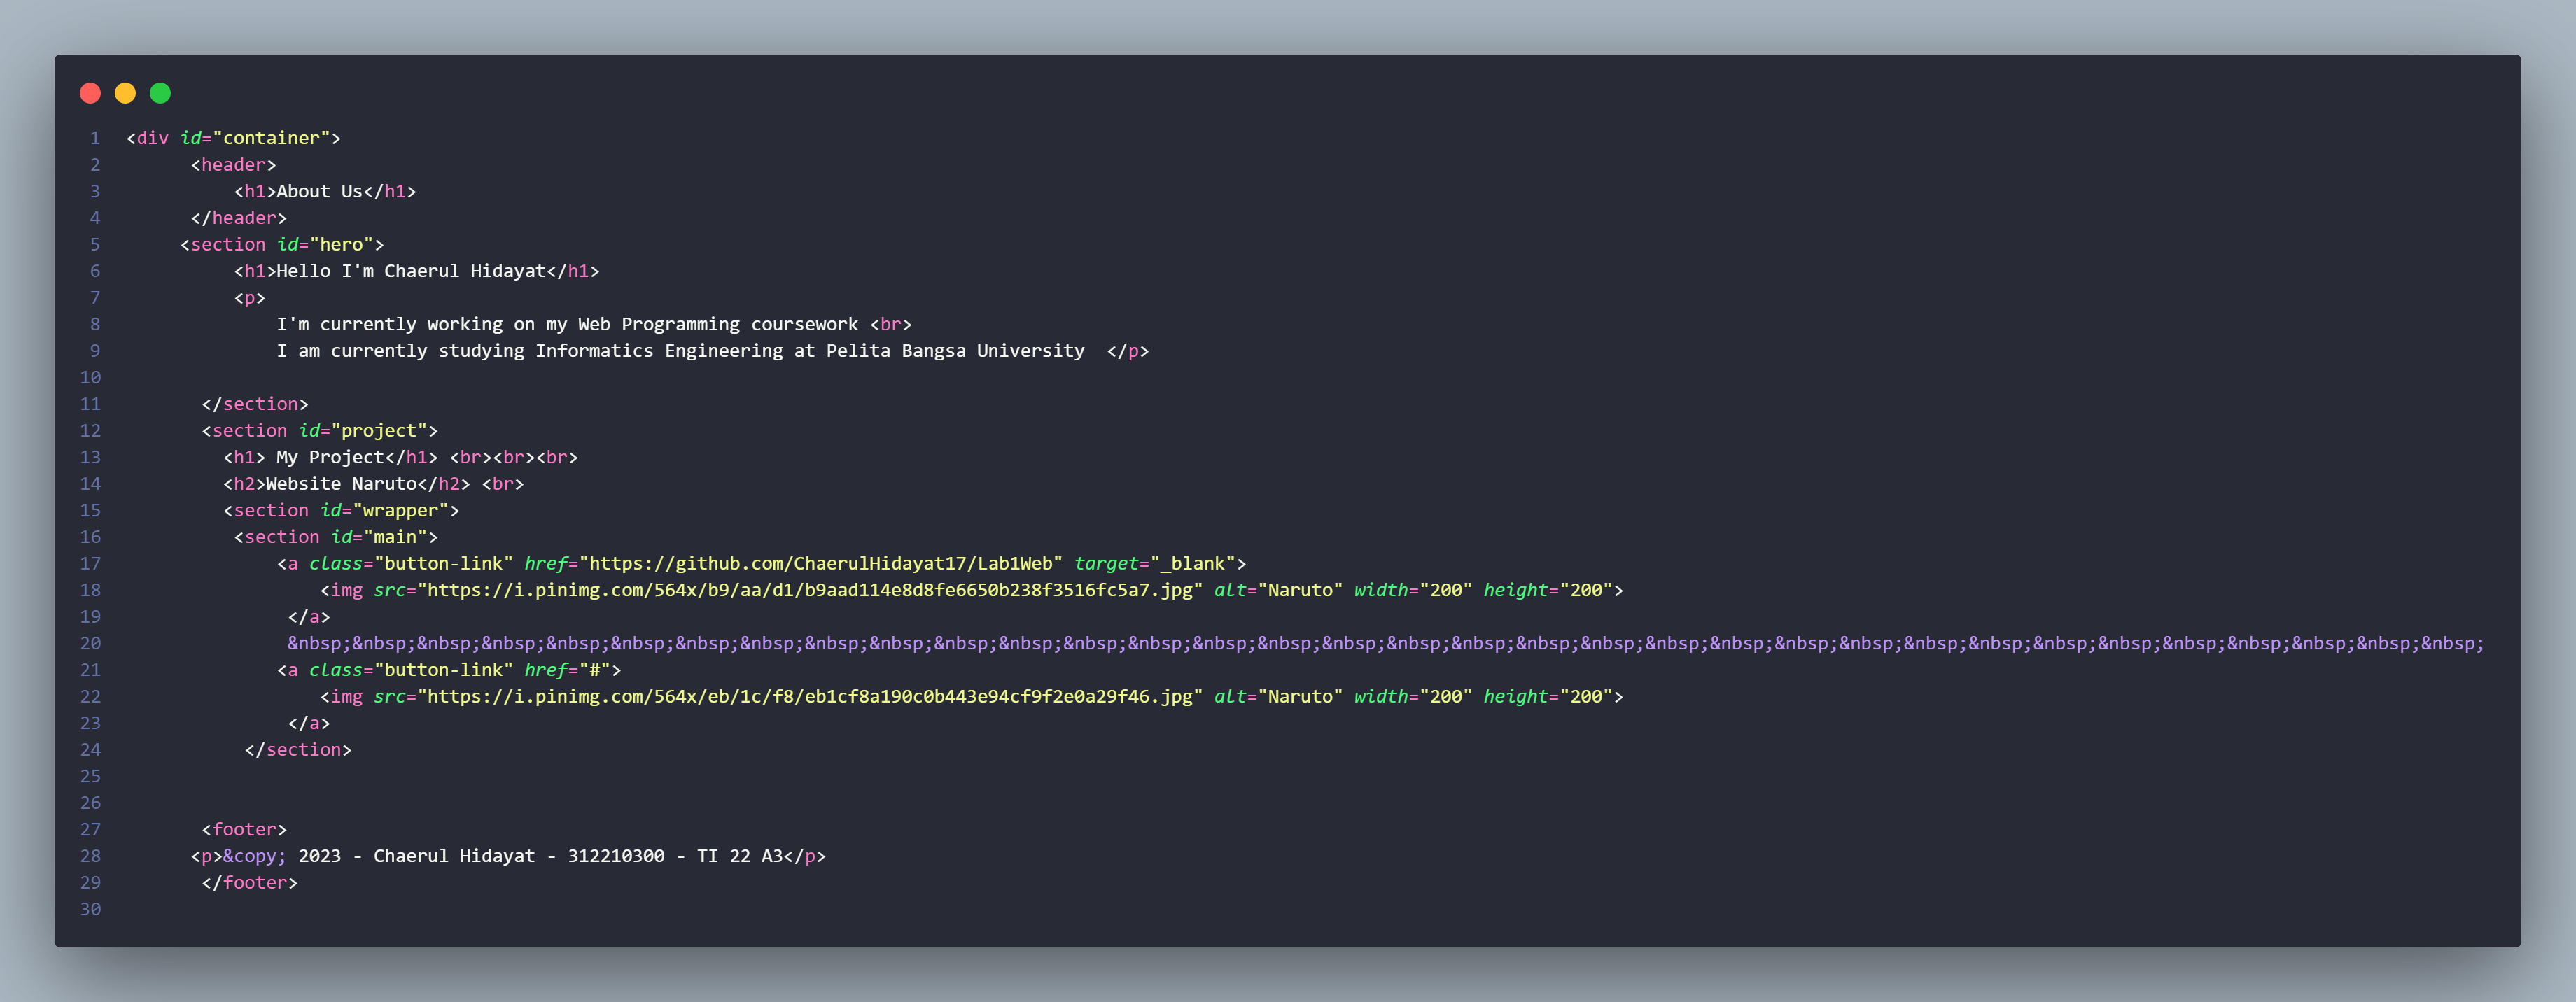 1 <div id="container">
2 <header>
3 <h1>About Us</h1>
4 </header>
5 <section id="hero">
6 <h1>Hello I'm Chaerul Hidayat</h1>
7 <p>
8 I'm currently working on my Web Programming coursework <br>
9 I am currently studying Informatics Engineering at Pelita Bangsa University  </p>
10
11 </section>
12 <section id="project">
13 <h1> My Project</h1> <br><br><br>
14 <h2>Website Naruto</h2> <br>
15 <section id="wrapper">
16 <section id="main">
17 <a class="button-link" href="https://github.com/ChaerulHidayat17/Lab1Web" target="_blank">
18 <img src="https://i.pinimg.com/564x/b9/aa/d1/b9aad114e8d8fe6650b238f3516fc5a7.jpg" alt="Naruto" width="200" height="200">
19 </a>
20 &nbsp;&nbsp;&nbsp;&nbsp;&nbsp;&nbsp;&nbsp;&nbsp;&nbsp;&nbsp;&nbsp;&nbsp;&nbsp;&nbsp;&nbsp;&nbsp;&nbsp;&nbsp;&nbsp;&nbsp;&nbsp;&nbsp;&nbsp;&nbsp;&nbsp;&nbsp;&nbsp;&nbsp;&nbsp;&nbsp;&nbsp;&nbsp;&nbsp;&nbsp;
21 <a class="button-link" href="#">
22 <img src="https://i.pinimg.com/564x/eb/1c/f8/eb1cf8a190c0b443e94cf9f2e0a29f46.jpg" alt="Naruto" width="200" height="200">
23 </a>
24 </section>
25
26
27 <footer>
28 <p>&copy; 2023 - Chaerul Hidayat - 312210300 - TI 22 A3</p>
29 </footer>
30